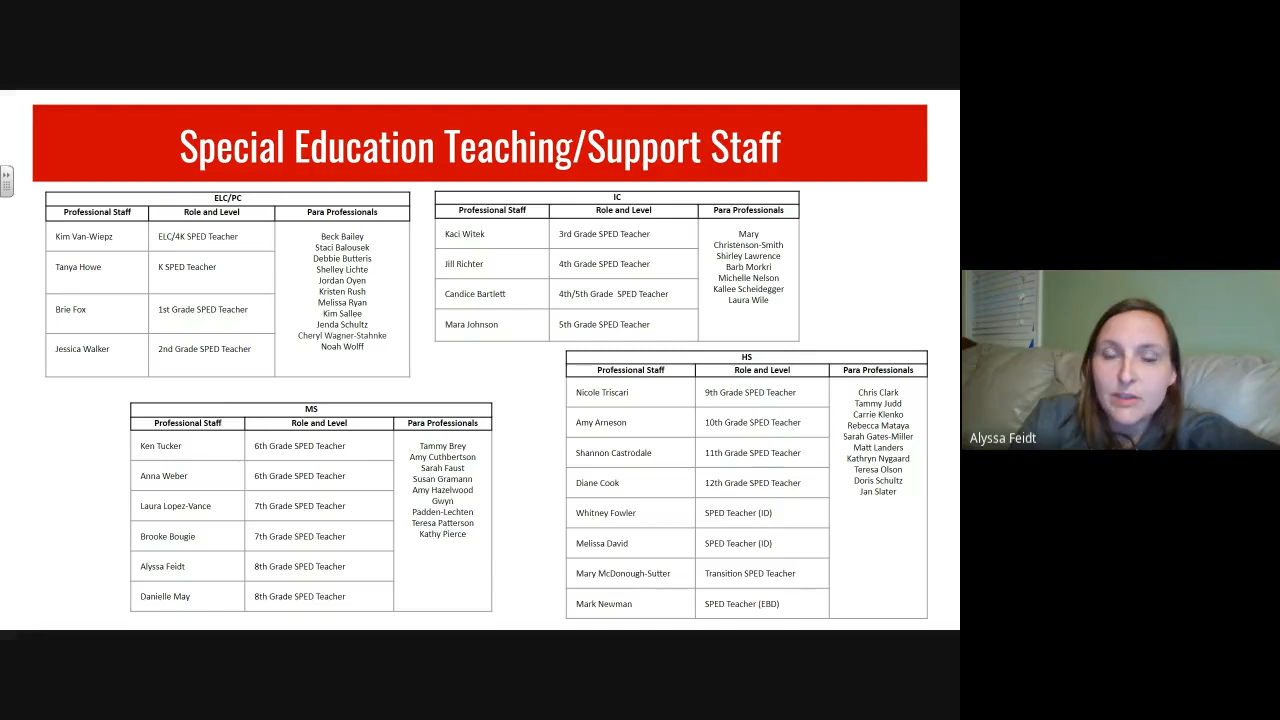 Special Education Teaching/Support Staff
ELC/PC
Professional Staff Role and Level Para Professionals
Kim Van-Wiepz ELC/4K SPED Teacher
Tanya Howe K SPED Teacher
Brie Fox 1st Grade SPED Teacher
Jessica Walker 2nd Grade SPED Teacher
Beck Bailey
Staci Balousek
Debbie Butteris
Shelley Lichte
Jordan Oyen
Kristen Rush
Melissa Ryan
Kim Sallee
Jenda Schultz
Cheryl Wagner-Stahnke
Noah Wolff
IC
Professional Staff Role and Level Para Professionals
Kaci Witek 3rd Grade SPED Teacher
Jill Richter 4th Grade SPED Teacher
Candice Bartlett 4th/5th Grade SPED Teacher
Mara Johnson 5th Grade SPED Teacher
Mary
Christenson-Smith
Shirley Lawrence
Barb Morkri
Michelle Nelson
Kallee Scheidegger
Laura Wile
MS
Professional Staff Role and Level Para Professionals
Ken Tucker 6th Grade SPED Teacher
Anna Weber 6th Grade SPED Teacher
Laura Lopez-Vance 7th Grade SPED Teacher
Brooke Bougie 7th Grade SPED Teacher
Alyssa Feidt 8th Grade SPED Teacher
Danielle May 8th Grade SPED Teacher
Tammy Brey
Amy Cuthbertson
Sarah Faust
Susan Gramann
Amy Hazelwood
Gwyn
Padden-Lechten
Teresa Patterson
Kathy Pierce
HS
Professional Staff Role and Level Para Professionals
Nicole Triscari 9th Grade SPED Teacher
Amy Arneson 10th Grade SPED Teacher
Shannon Castrodale 11th Grade SPED Teacher
Diane Cook 12th Grade SPED Teacher
Whitney Fowler SPED Teacher (ID)
Melissa David SPED Teacher (ID)
Mary McDonough-Sutter Transition SPED Teacher
Mark Newman SPED Teacher (EBD)
Chris Clark
Tammy Judd
Carrie Klenko
Rebecca Mataya
Sarah Gates-Miller
Matt Landers
Kathryn Nygaard
Teresa Olson
Doris Schultz
Jan Slater
Alyssa Feidt